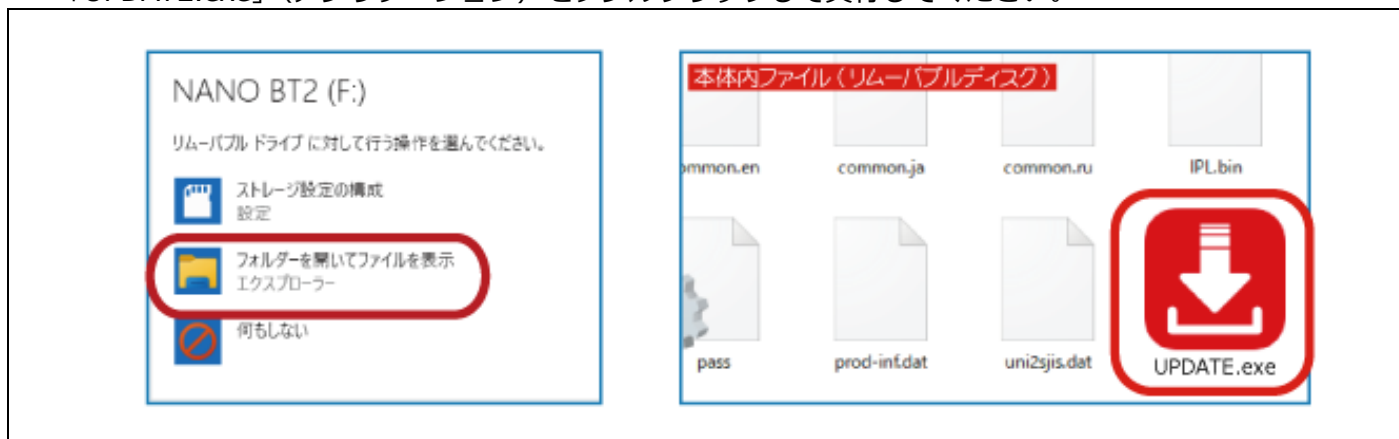 NANO BT2 (F:)
リムーバブル ドライブ に対して行う操作を選んでください。
ストレージ設定の構成
設定
フォルダーを開いてファイルを表示
エクスプローラー
何もしない
本体内ファイル（リムーバブルディスク）
ommon.en
common.ja
common.ru
IPL.bin
pass
prod-inf.dat
uni2sjis.dat
UPDATE.exe